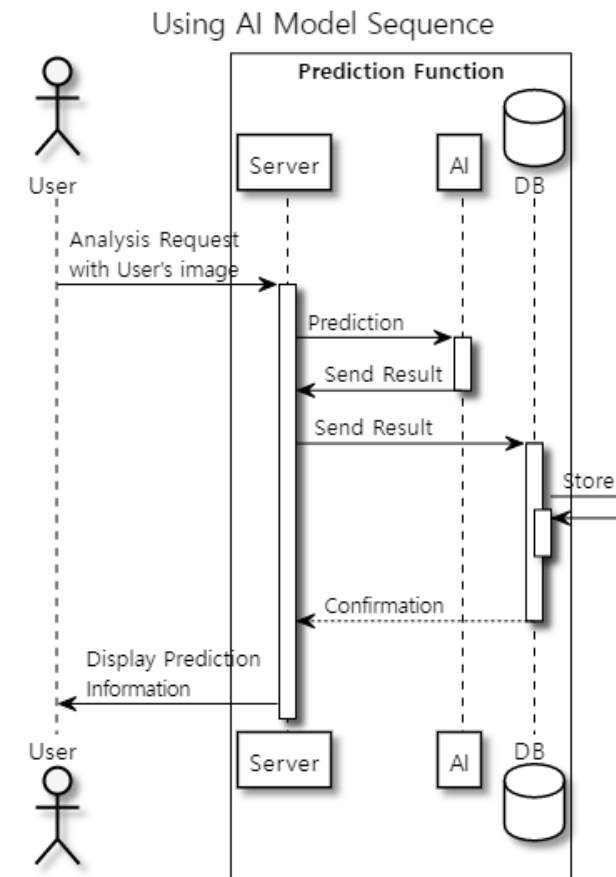 Using AI Model Sequence
Prediction Function
User
Server
AI
DB
Analysis Request
with User's image
Prediction
Send Result
Send Result
Store
Confirmation
Display Prediction
Information
User
Server
AI
DB